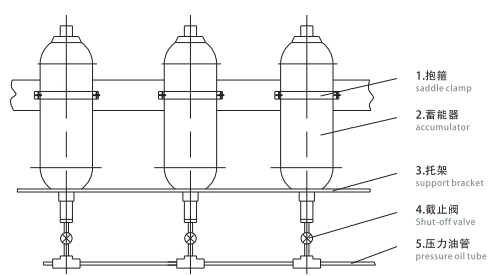 1.抱箍
saddle clamp
2.蓄能器
accumulator
3.托架
support bracket
4.截止阀
Shut-off valve
5.压力油管
pressure oil tube